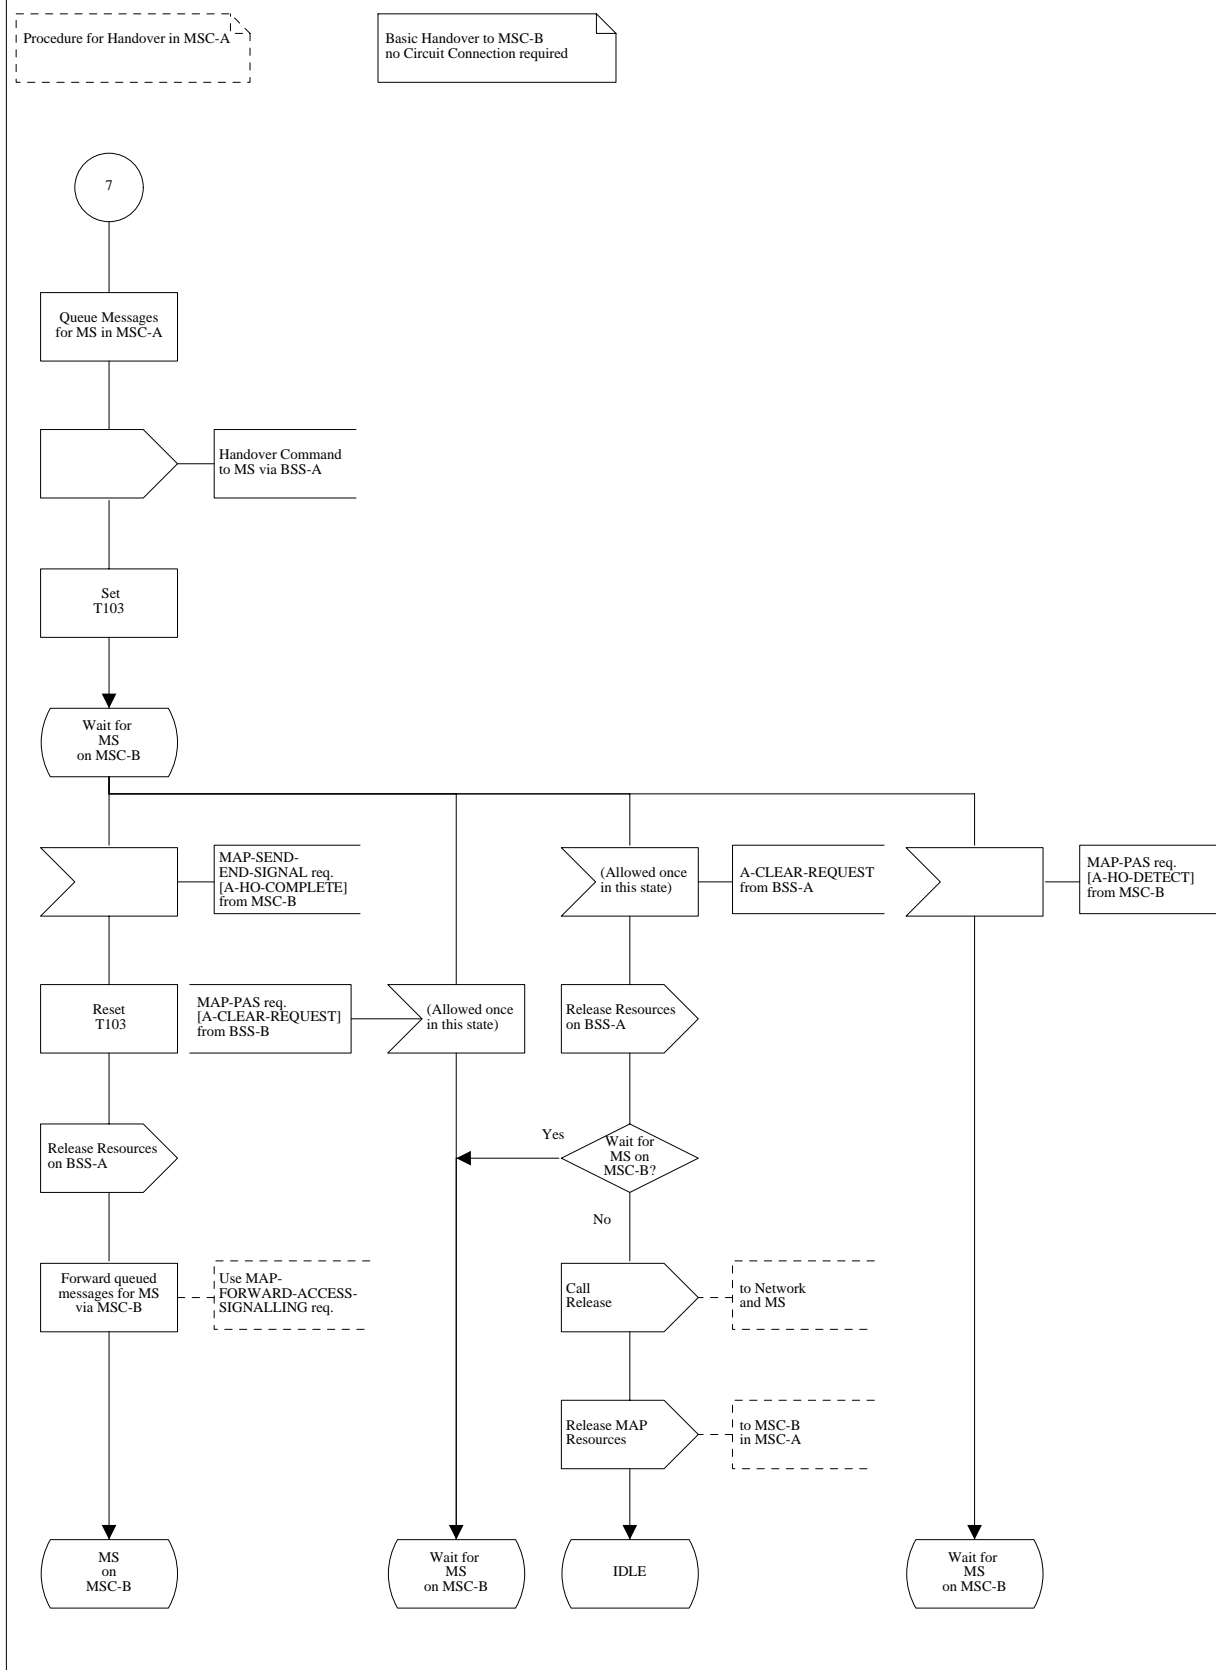 Procedure for Handover in MSC-A
Basic Handover to MSC-B
no Circuit Connection required
7
Queue Messages
for MS in MSC-A
Handover Command
to MS via BSS-A
Set
T103
Wait for
MS
on MSC-B
MAP-SEND-
END-SIGNAL req.
[A-HO-COMPLETE]
from MSC-B
(Allowed once
in this state)
A-CLEAR-REQUEST
from BSS-A
MAP-PAS req.
[A-HO-DETECT]
from MSC-B
Reset
T103
MAP-PAS req.
[A-CLEAR-REQUEST]
from BSS-B
(Allowed once
in this state)
Release Resources
on BSS-A
Release Resources
on BSS-A
Yes
Wait for
MS on
MSC-B?
No
Forward queued
messages for MS
via MSC-B
Use MAP-
FORWARD-ACCESS-
SIGNALLING req.
Call
Release
to Network
and MS
Release MAP
Resources
to MSC-B
in MSC-A
MS
on
MSC-B
Wait for
MS
on MSC-B
IDLE
Wait for
MS
on MSC-B